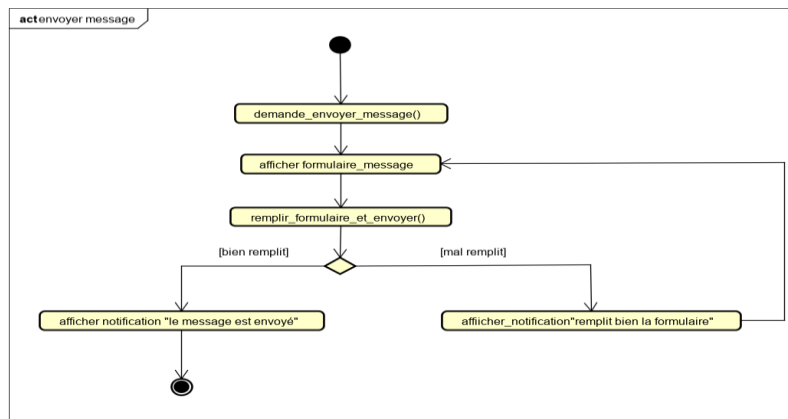 act envoyer message
demande_envoyer_message()
afficher formulaire_message
remplir_formulaire_et_envoyer()
[bien remplit]
[mal remplit]
afficher notification "le message est envoyé"
affiicher_notification"remplit bien la formulaire"